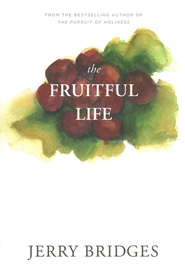 FROM THE BESTSELLING AUTHOR OF
THE PURSUIT OF HOLINESS
the
FRUITFUL
LIFE
JERRY BRIDGES